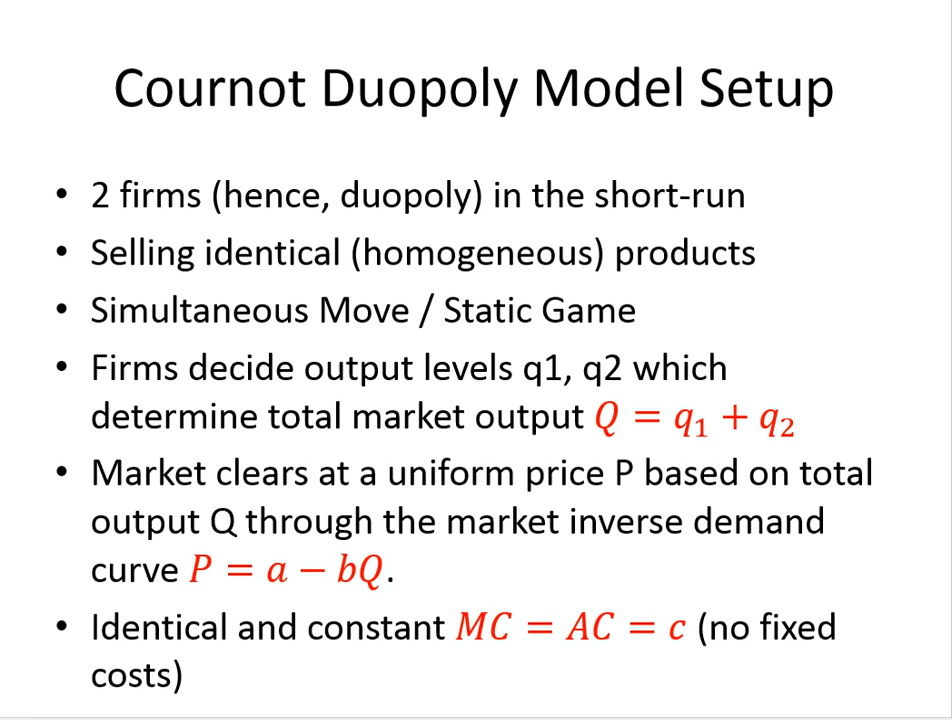 Cournot Duopoly Model Setup
• 2 firms (hence, duopoly) in the short-run
• Selling identical (homogeneous) products
• Simultaneous Move / Static Game
• Firms decide output levels q1, q2 which
determine total market output Q = q₁ + q₂
• Market clears at a uniform price P based on total
output Q through the market inverse demand
curve P = a − bQ.
• Identical and constant MC = AC = c (no fixed
costs)